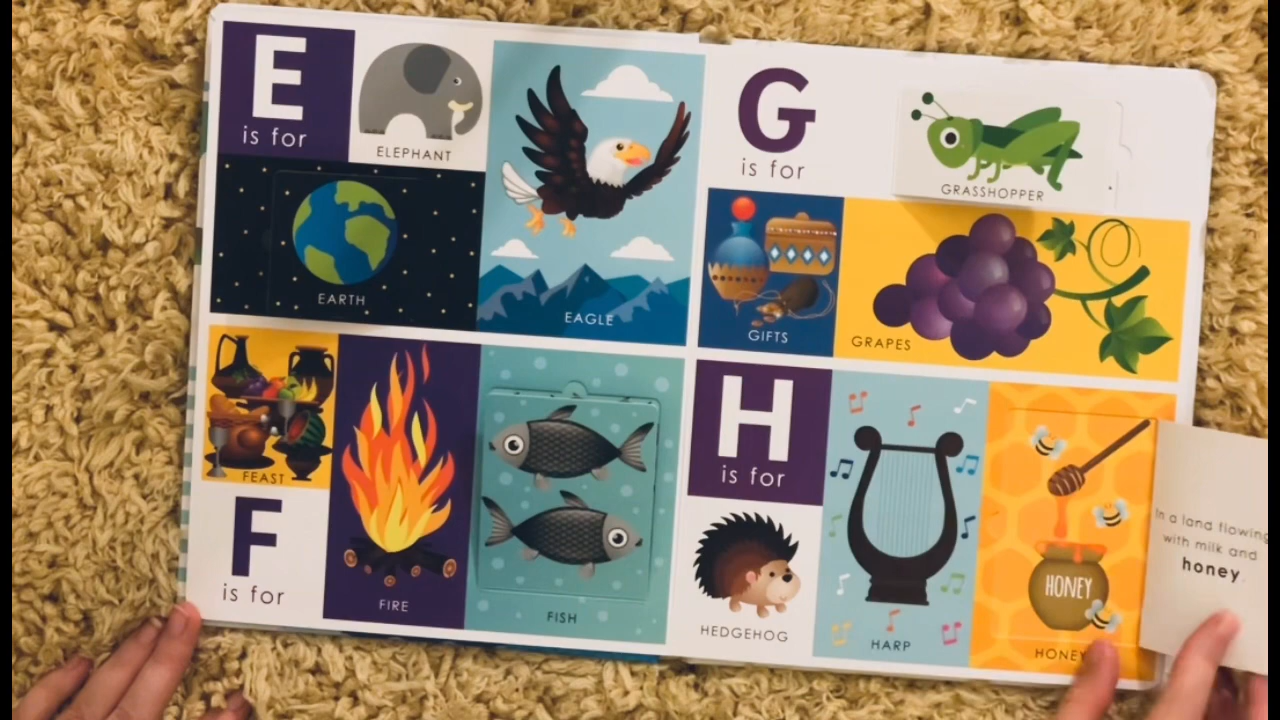 E
is for
ELEPHANT
EARTH
EAGLE
FEAST
F
is for
FIRE
FISH
G
is for
GRASSHOPPER
GIFTS
GRAPES
H
is for
HEDGEHOG
HARP
HONEY
HONEY
In a land flowing
with milk and
honey.